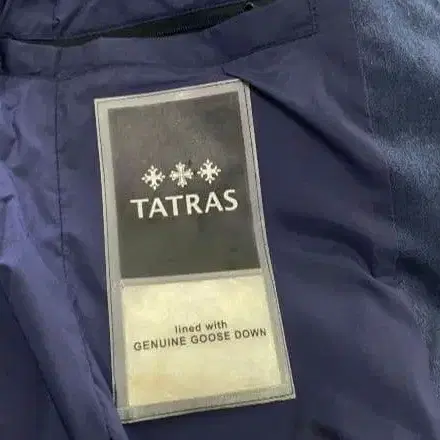 TATRAS
lined with
GENUINE GOOSE DOWN